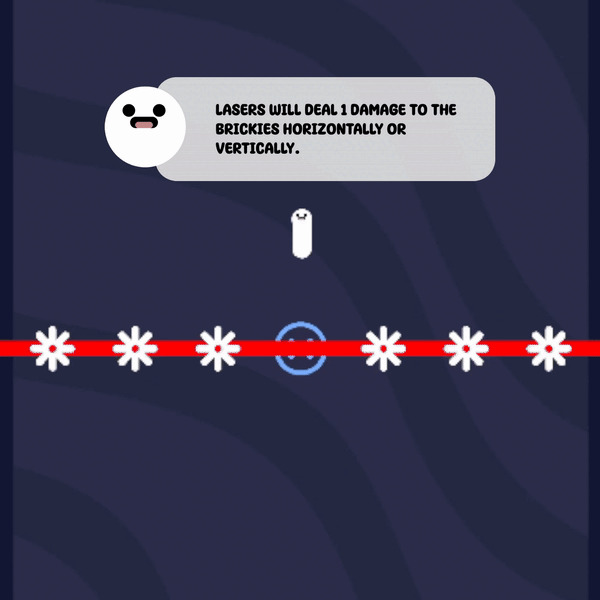 LASERS WILL DEAL 1 DAMAGE TO THE
BRICKIES HORIZONTALLY OR
VERTICALLY.